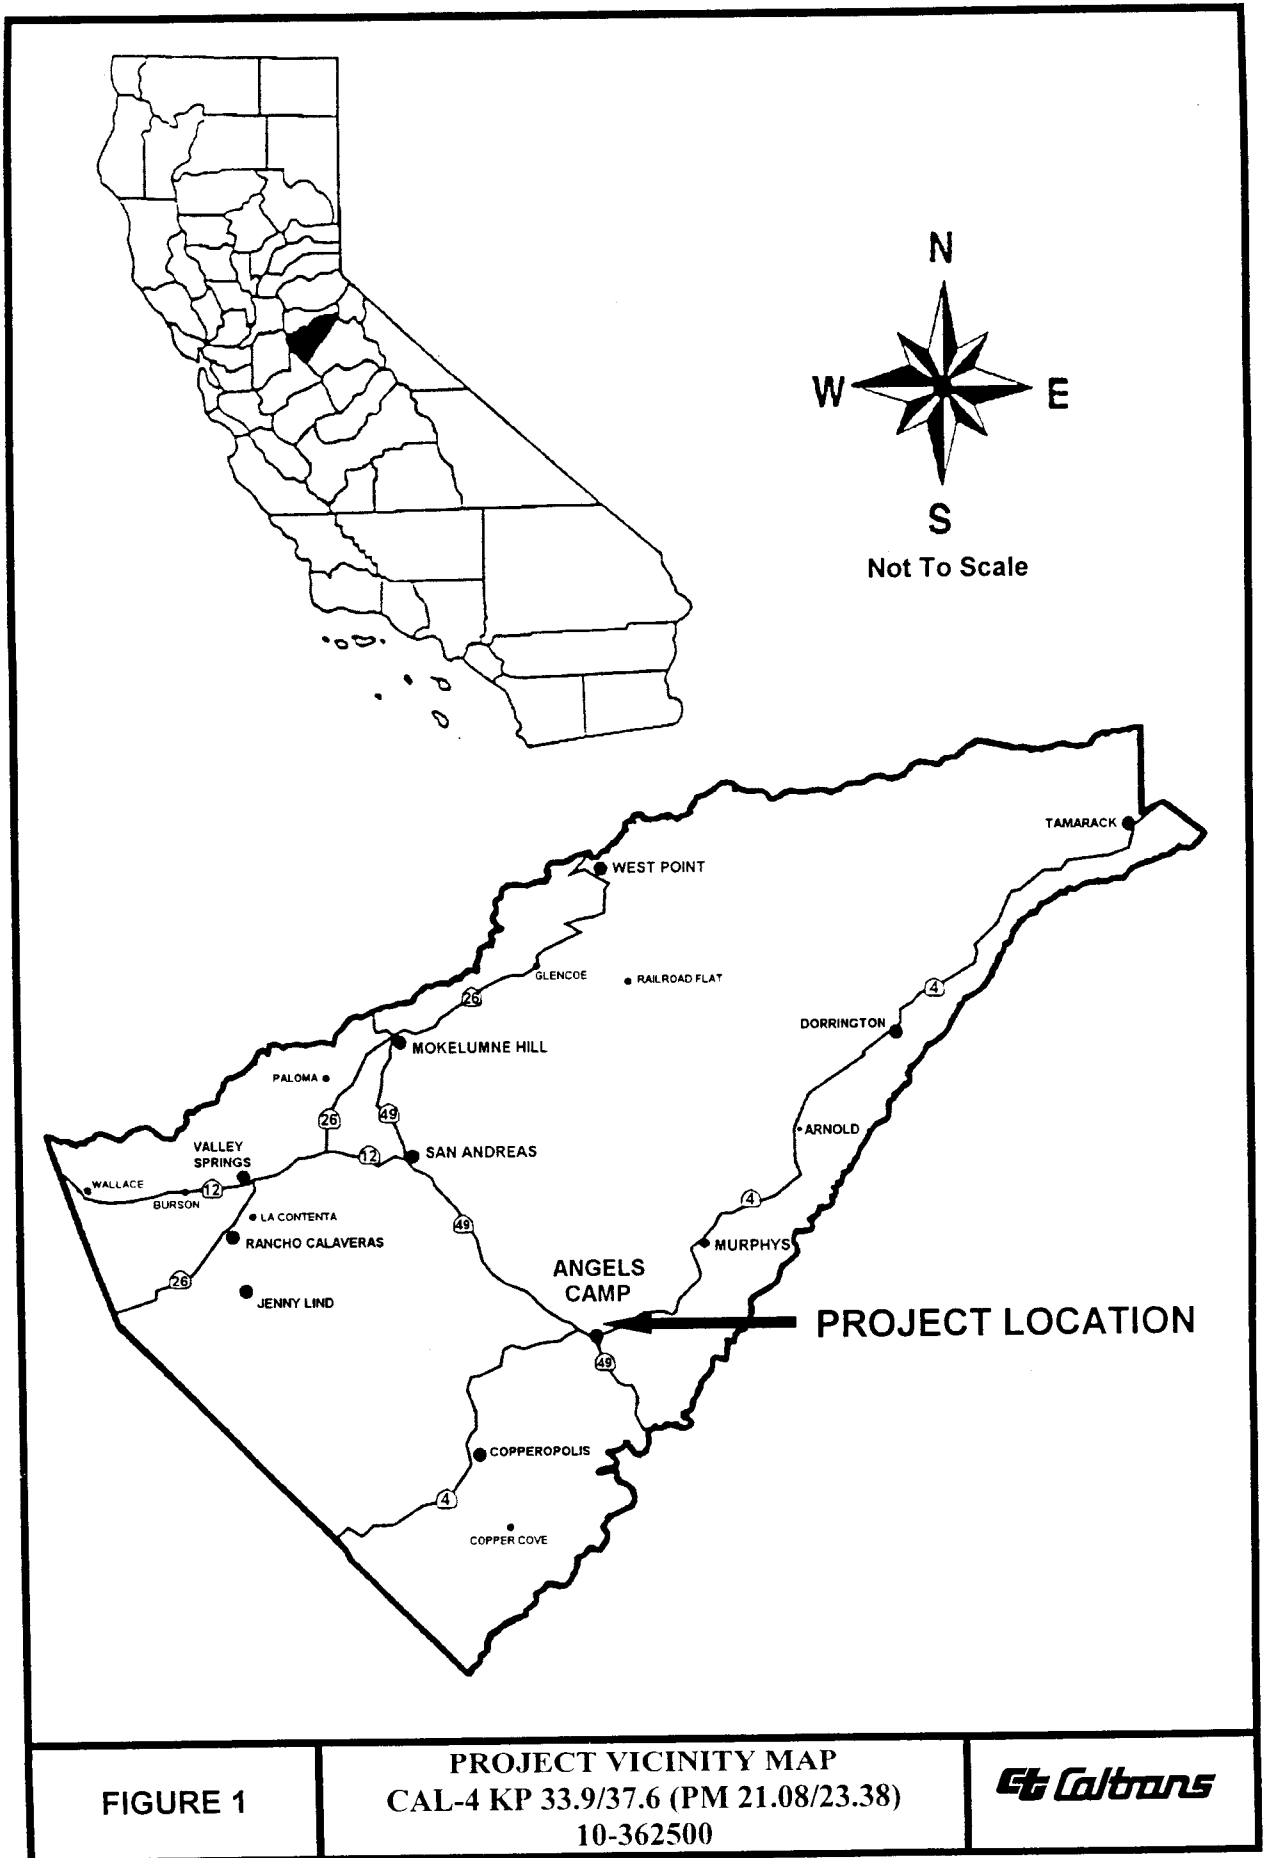 N
W
E
S
Not To Scale
TAMARACK
WEST POINT
GLENCOE
RAILROAD FLAT
26
4
DORRINGTON
MOKELUMNE HILL
PALOMA
26
49
ARNOLD
VALLEY
SPRINGS
12
SAN ANDREAS
WALLACE
BURSON
12
4
LA CONTENTA
49
RANCHO CALAVERAS
MURPHYS
26
ANGELS
CAMP
JENNY LIND
PROJECT LOCATION
49
COPPEROPOLIS
4
COPPER COVE
FIGURE 1
PROJECT VICINITY MAP
CAL-4 KP 33.9/37.6 (PM 21.08/23.38)
10-362500
Ct Caltrans